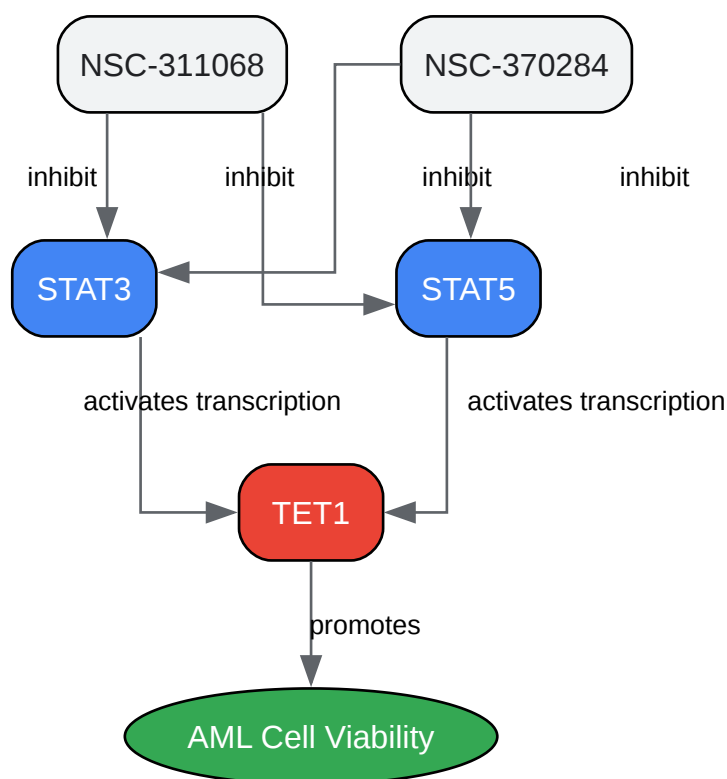 NSC-311068
NSC-370284
inhibit
inhibit
inhibit
inhibit
STAT3
STAT5
activates transcription
activates transcription
TET1
promotes
AML Cell Viability